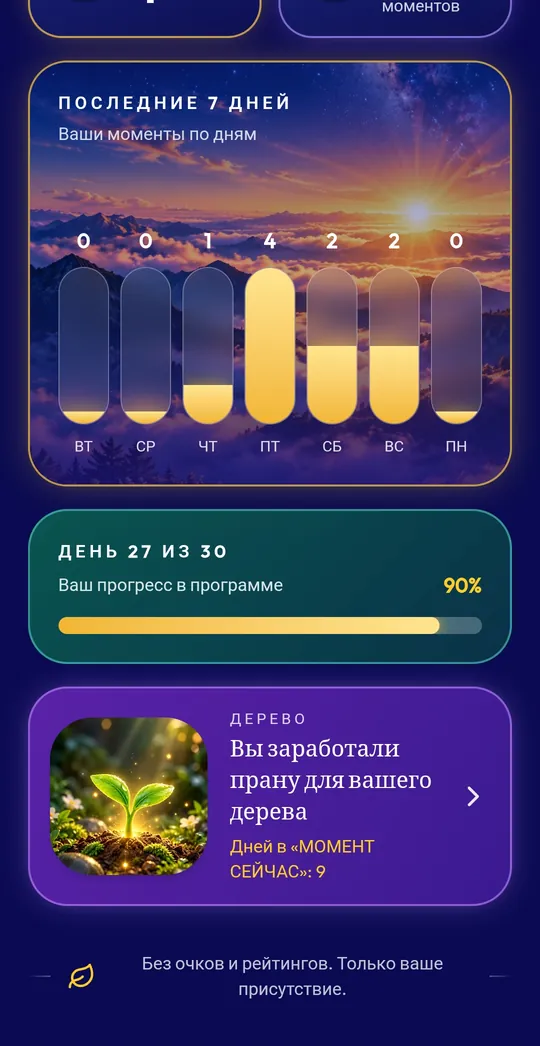 моментов
ПОСЛЕДНИЕ 7 ДНЕЙ
Ваши моменты по дням
0 0 1 4 2 2 0
ВТ СР ЧТ ПТ СБ ВС ПН
ДЕНЬ 27 ИЗ 30
Ваш прогресс в программе 90%
ДЕРЕВО
Вы заработали
прану для вашего
дерева
Дней в «МОМЕНТ
СЕЙЧАС»: 9
Без очков и рейтингов. Только ваше
присутствие.